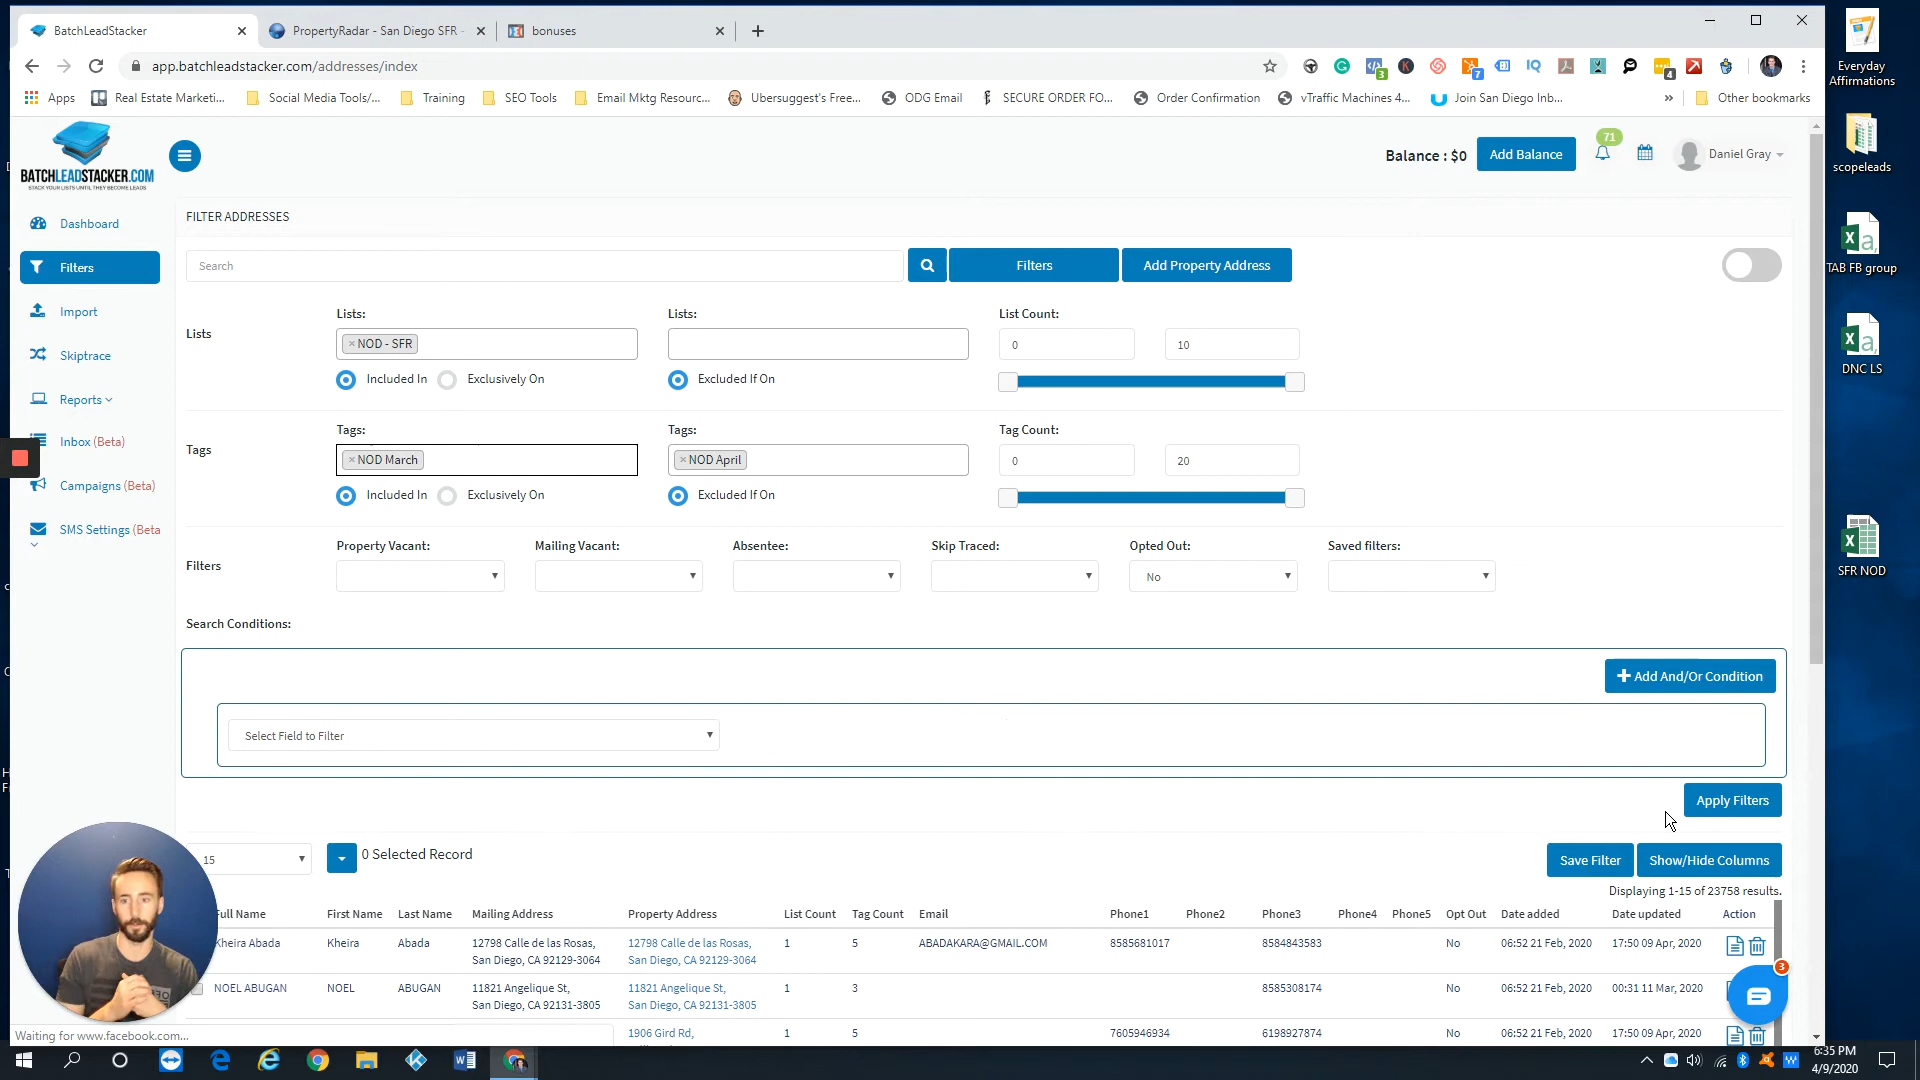 BatchLeadStacker
PropertyRadar - San Diego SFR -
bonuses
app.batchleadstacker.com/addresses/index
3
7
4
Apps
Real Estate Marketi...
Social Media Tools/...
Training
SEO Tools
Email Mktg Resourc...
Ubersuggest's Free...
ODG Email
SECURE ORDER FO...
Order Confirmation
vTraffic Machines 4...
Join San Diego Inb...
»
Other bookmarks
BATCHLEADSTACKER.COM
STACK YOUR LISTS UNTIL THEY BECOME LEADS
Balance : $0
Add Balance
71
Daniel Gray
Dashboard
Filters
Import
Skiptrace
Reports
Inbox (Beta)
Campaigns (Beta)
SMS Settings (Beta
FILTER ADDRESSES
Search
Filters
Add Property Address
Lists
Lists:
× NOD - SFR
Included In
Exclusively On
Lists:
Excluded If On
List Count:
0
10
Tags
Tags:
× NOD March
Included In
Exclusively On
Tags:
× NOD April
Excluded If On
Tag Count:
0
20
Filters
Property Vacant:
Mailing Vacant:
Absentee:
Skip Traced:
Opted Out:
No
Saved filters:
Search Conditions:
+ Add And/Or Condition
Select Field to Filter
Apply Filters
15
0 Selected Record
Save Filter
Show/Hide Columns
Displaying 1-15 of 23758 results.
Full Name First Name Last Name Mailing Address Property Address List Count Tag Count Email Phone1 Phone2 Phone3 Phone4 Phone5 Opt Out Date added Date updated Action
Kheira Abada Kheira Abada 12798 Calle de las Rosas, 12798 Calle de las Rosas, 1 5 ABADAKARA@GMAIL.COM 8585681017 8584843583 No 06:52 21 Feb, 2020 17:50 09 Apr, 2020
San Diego, CA 92129-3064 San Diego, CA 92129-3064
NOEL ABUGAN NOEL ABUGAN 11821 Angelique St, 11821 Angelique St, 1 3 8585308174 No 06:52 21 Feb, 2020 00:31 11 Mar, 2020
San Diego, CA 92131-3805 San Diego, CA 92131-3805
1906 Gird Rd, 1 5 7605946934 6198927874 No 06:52 21 Feb, 2020 17:50 09 Apr, 2020
3
Waiting for www.facebook.com...
Everyday
Affirmations
scopeleads
TAB FB group
DNC LS
SFR NOD
6:35 PM
4/9/2020